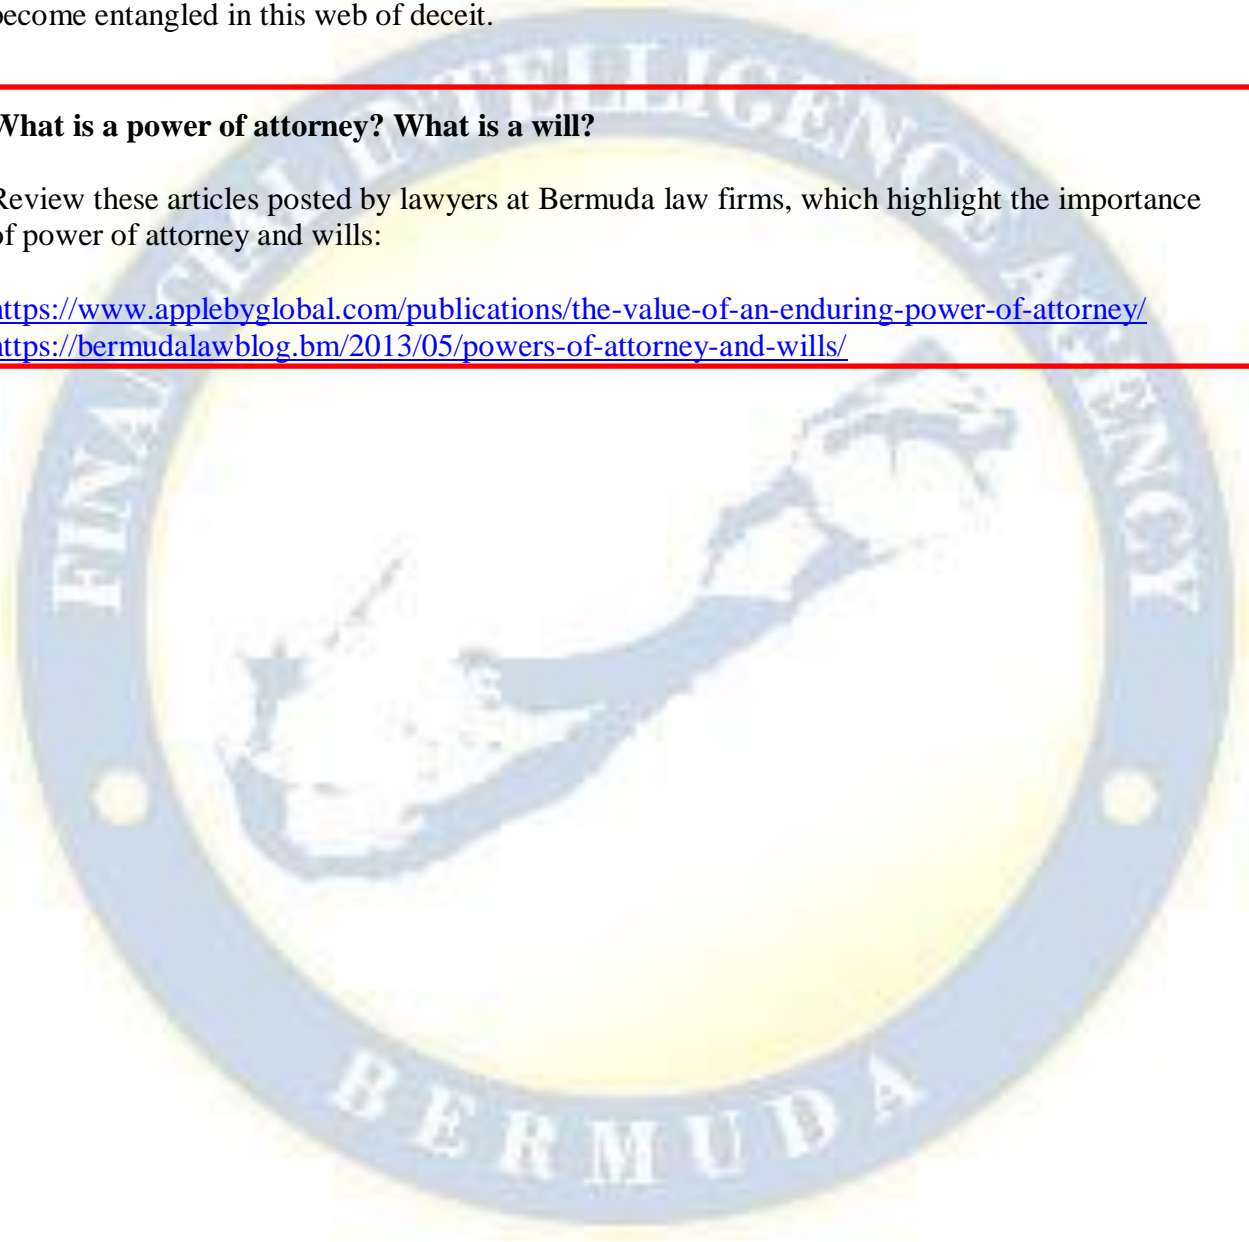 become entangled in this web of deceit.
What is a power of attorney? What is a will?
Review these articles posted by lawyers at Bermuda law firms, which highlight the importance
of power of attorney and wills:
https://www.applebyglobal.com/publications/the-value-of-an-enduring-power-of-attorney/
https://bermudalawblog.bm/2013/05/powers-of-attorney-and-wills/
FINANCIAL INTELLIGENCE AGENCY
BERMUDA